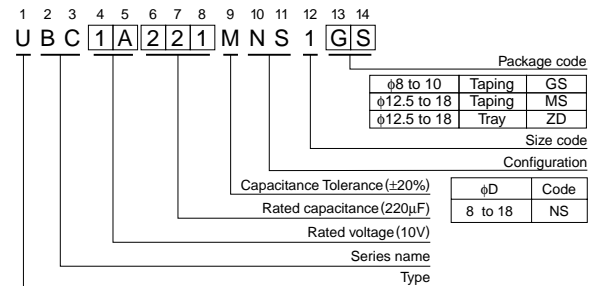 1 2 3 4 5 6 7 8 9 10 11 12 13 14
U B C 1 A 2 2 1 M N S 1 G S
Package code
ϕ8 to 10 Taping GS
ϕ12.5 to 18 Taping MS
ϕ12.5 to 18 Tray ZD
Size code
Configuration
ϕD Code
8 to 18 NS
Capacitance Tolerance (±20%)
Rated capacitance (220μF)
Rated voltage (10V)
Series name
Type